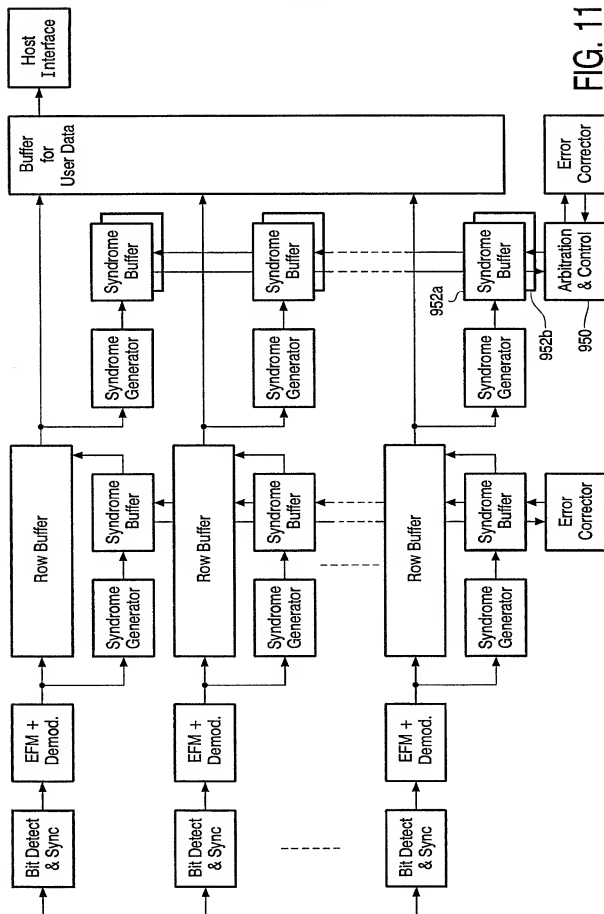 Host
Interface
Buffer
for
User Data
Bit Detect
& Sync
EFM +
Demod.
Row Buffer
Syndrome
Generator
Syndrome
Buffer
Syndrome
Generator
Syndrome
Buffer
Bit Detect
& Sync
EFM +
Demod.
Row Buffer
Syndrome
Generator
Syndrome
Buffer
Syndrome
Generator
Syndrome
Buffer
Bit Detect
& Sync
EFM +
Demod.
Row Buffer
Syndrome
Generator
Syndrome
Buffer
Error
Corrector
Syndrome
Generator
952a
Syndrome
Buffer
952b
Arbitration
& Control
950
Error
Corrector
FIG. 11